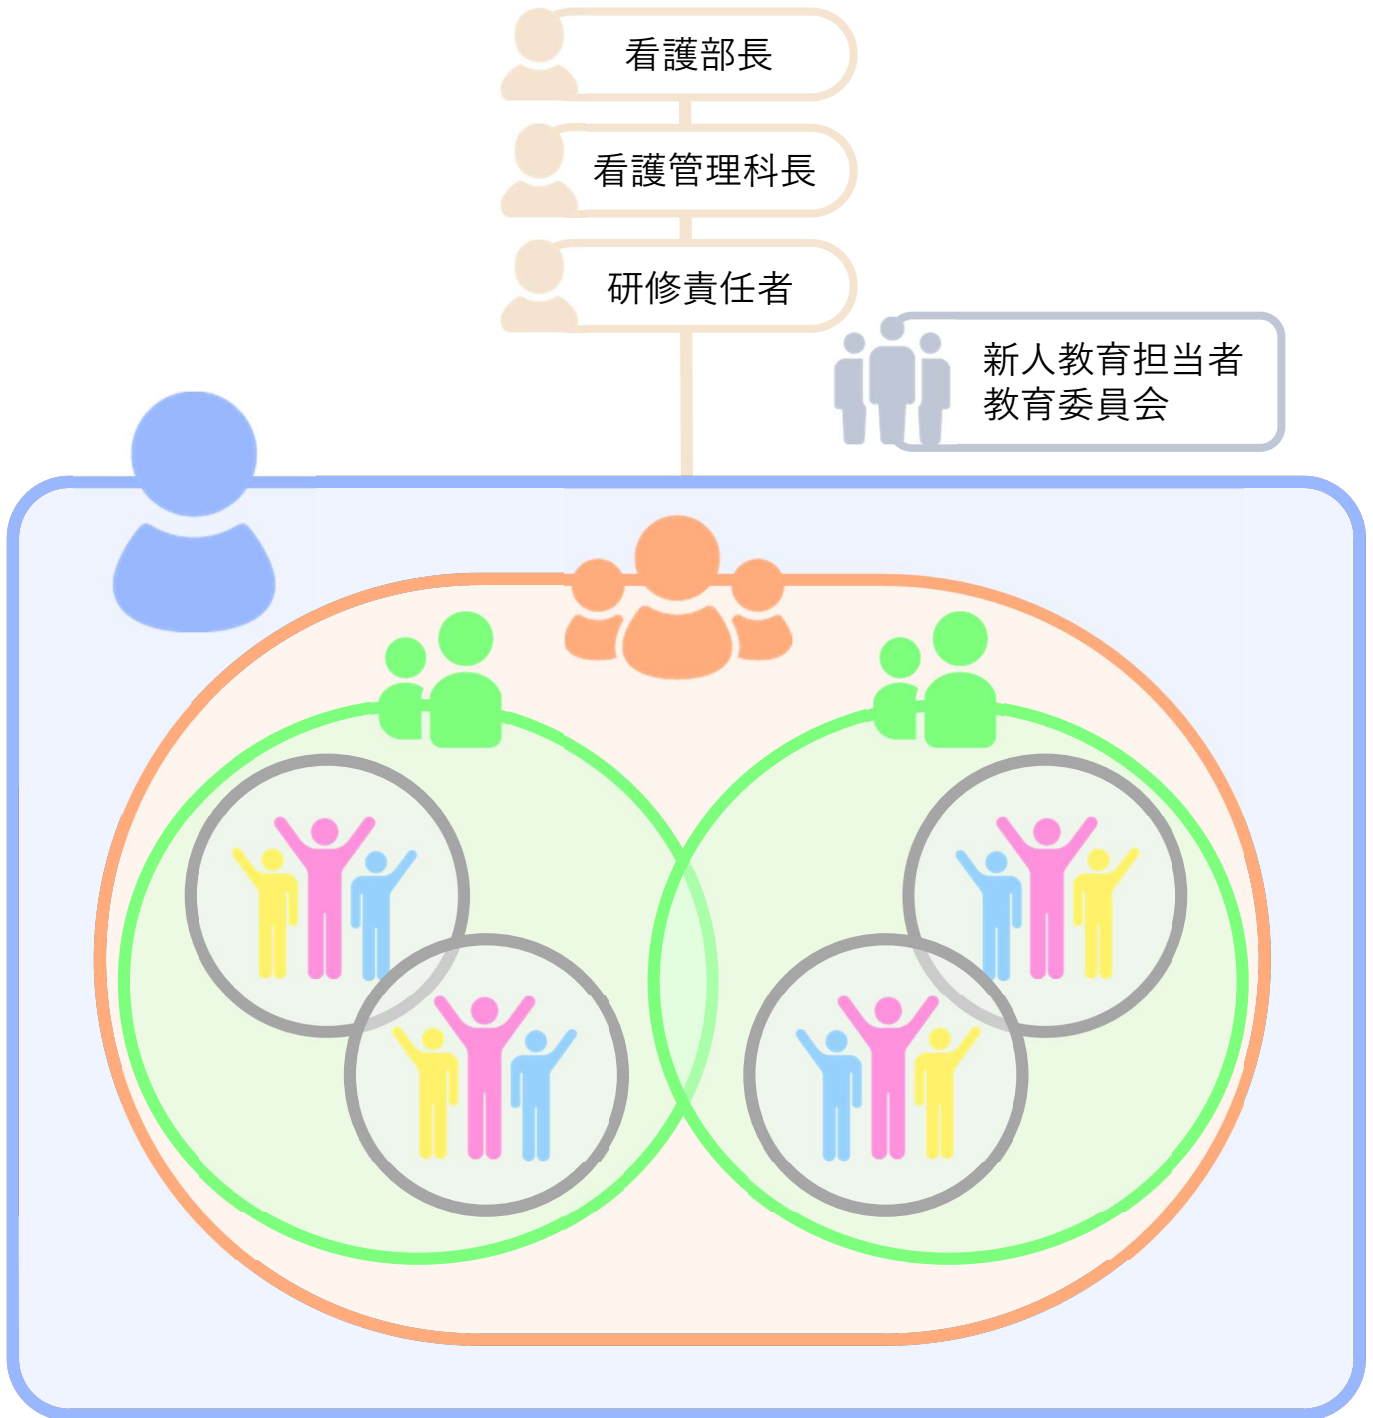 看護部長
看護管理科長
研修責任者
新人教育担当者
教育委員会